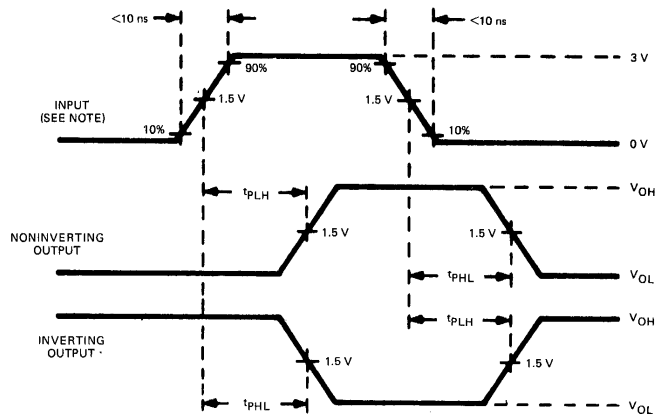 <10 ns
<10 ns
90%
90%
3 V
1.5 V
1.5 V
INPUT
(SEE NOTE)
10%
10%
0 V
tPLH
VOH
NONINVERTING
OUTPUT
1.5 V
1.5 V
tPHL
VOL
tPLH
VOH
INVERTING
OUTPUT
1.5 V
1.5 V
tPHL
VOL